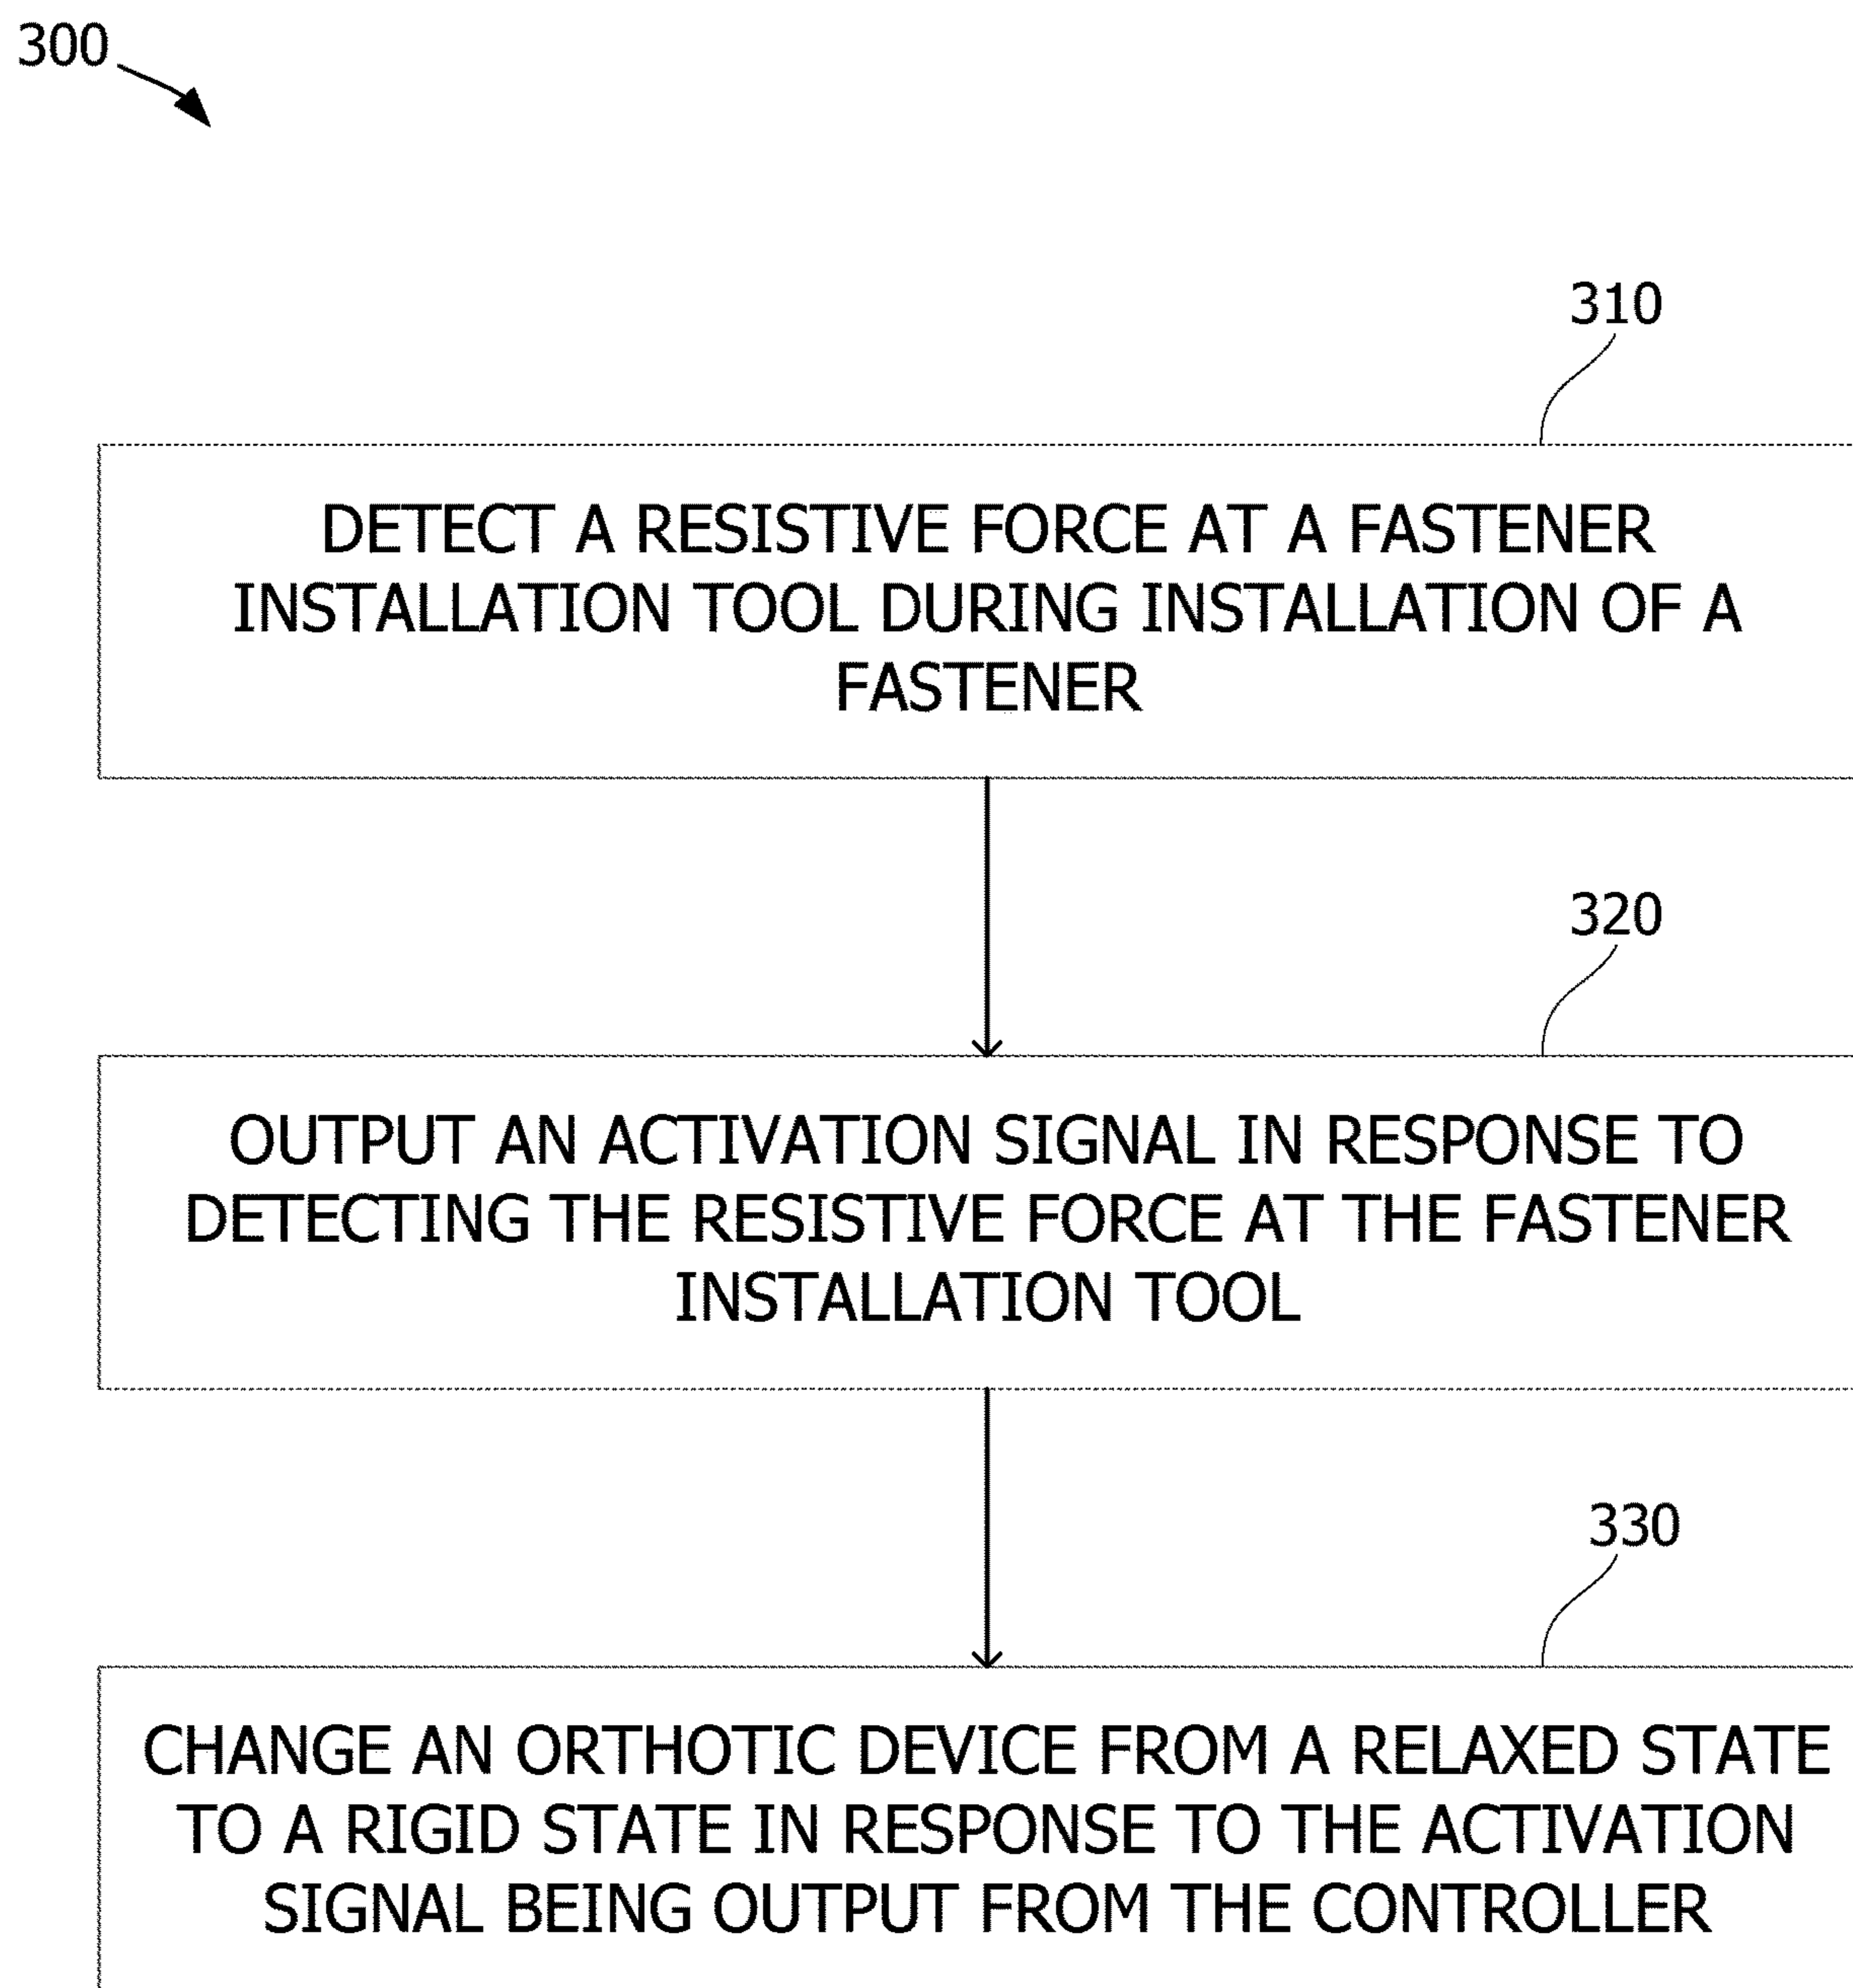 300
310
DETECT A RESISTIVE FORCE AT A FASTENER
INSTALLATION TOOL DURING INSTALLATION OF A
FASTENER
320
OUTPUT AN ACTIVATION SIGNAL IN RESPONSE TO
DETECTING THE RESISTIVE FORCE AT THE FASTENER
INSTALLATION TOOL
330
CHANGE AN ORTHOTIC DEVICE FROM A RELAXED STATE
TO A RIGID STATE IN RESPONSE TO THE ACTIVATION
SIGNAL BEING OUTPUT FROM THE CONTROLLER